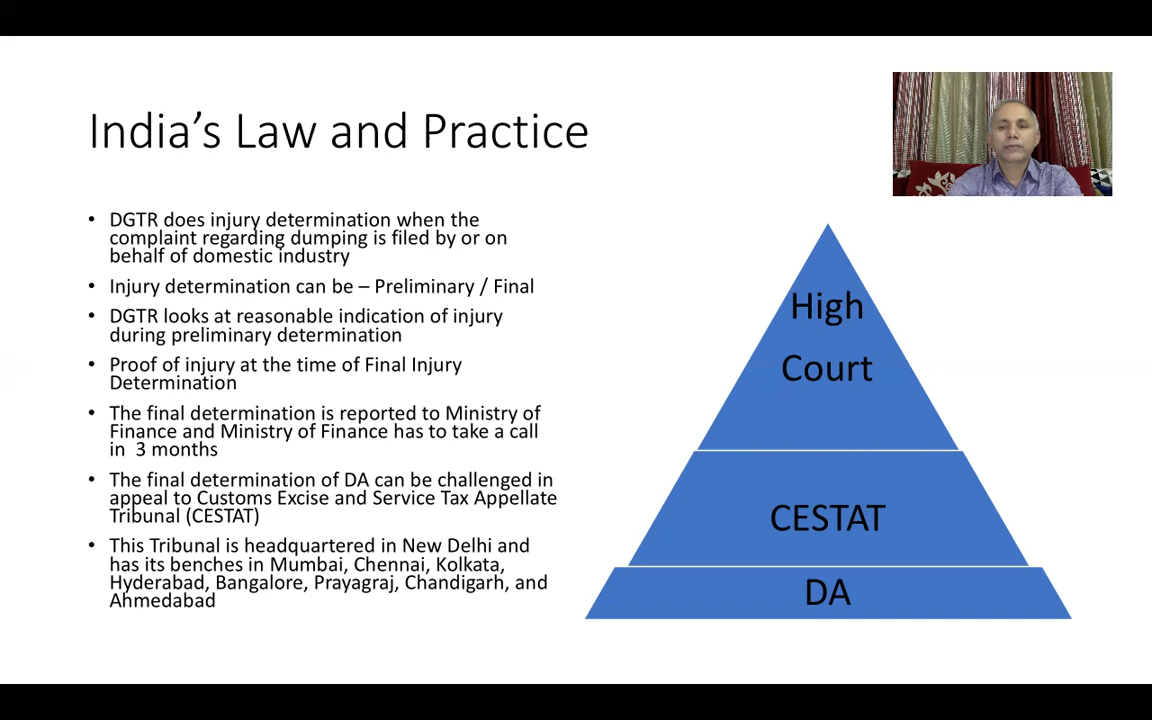 India's Law and Practice
• DGTR does injury determination when the
complaint regarding dumping is filed by or on
behalf of domestic industry
• Injury determination can be – Preliminary / Final
• DGTR looks at reasonable indication of injury
during preliminary determination
• Proof of injury at the time of Final Injury
Determination
• The final determination is reported to Ministry of
Finance and Ministry of Finance has to take a call
in 3 months
• The final determination of DA can be challenged in
appeal to Customs Excise and Service Tax Appellate
Tribunal (CESTAT)
• This Tribunal is headquartered in New Delhi and
has its benches in Mumbai, Chennai, Kolkata,
Hyderabad, Bangalore, Prayagraj, Chandigarh, and
Ahmedabad
High
Court
CESTAT
DA